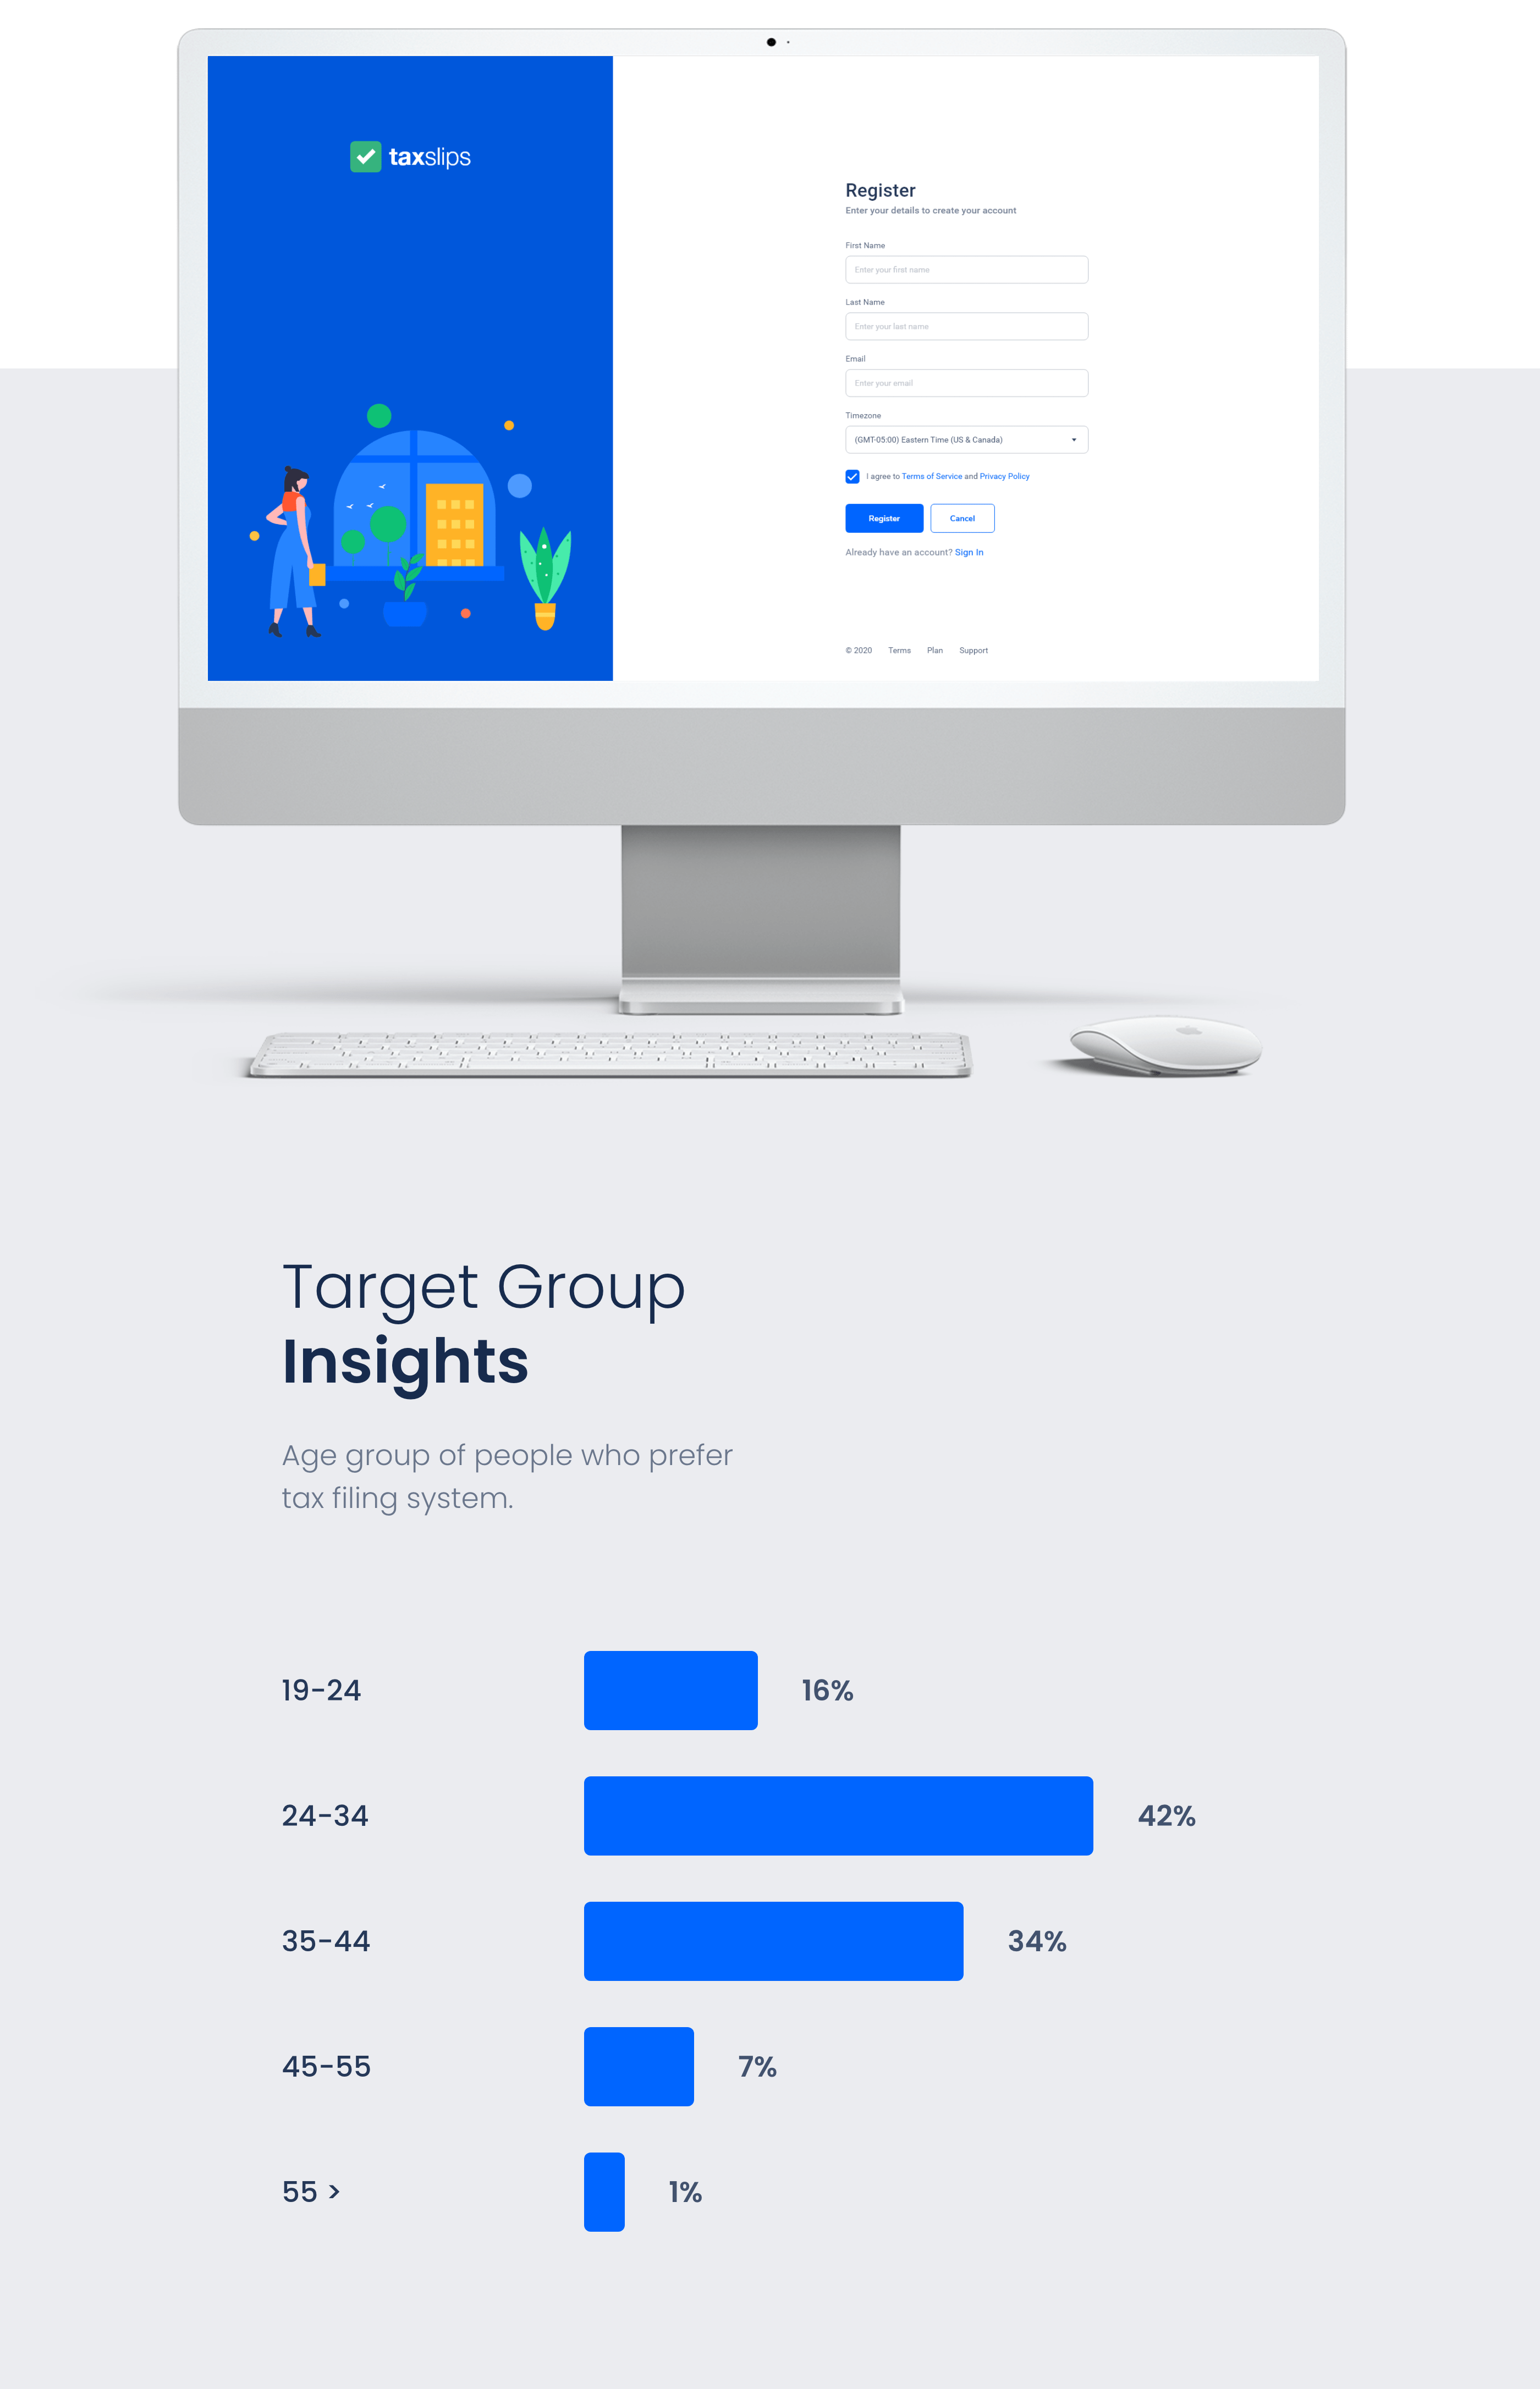 taxslips
Register
Enter your details to create your account
First Name
Enter your first name
Last Name
Enter your last name
Email
Enter your email
Timezone
(GMT-05:00) Eastern Time (US & Canada)
I agree to Terms of Service and Privacy Policy
Register Cancel
Already have an account? Sign In
© 2020 Terms Plan Support
Target Group
Insights
Age group of people who prefer
tax filing system.
19-24 16%
24-34 42%
35-44 34%
45-55 7%
55 > 1%